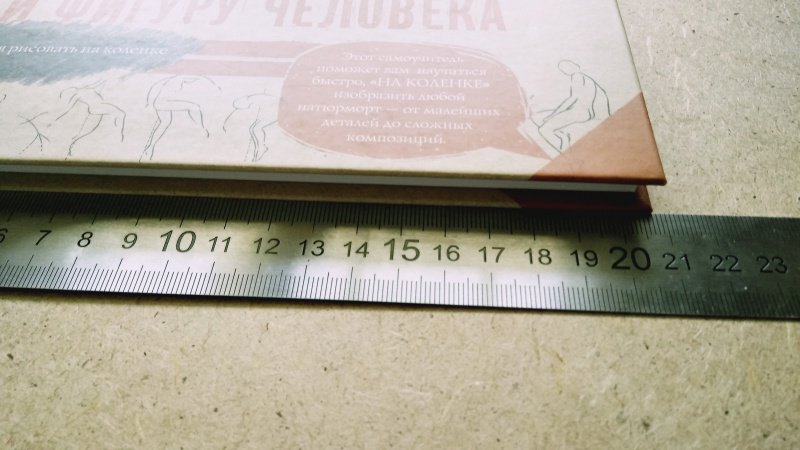 И ФИГУРУ ЧЕЛОВЕКА
рисовать на коленке
Этот самоучитель
поможет вам научиться
быстро, «НА КОЛЕНКЕ»
изобразить любой
натюрморт — от малейших
деталей до сложных
композиций.
6 7 8 9 10 11 12 13 14 15 16 17 18 19 20 21 22 23